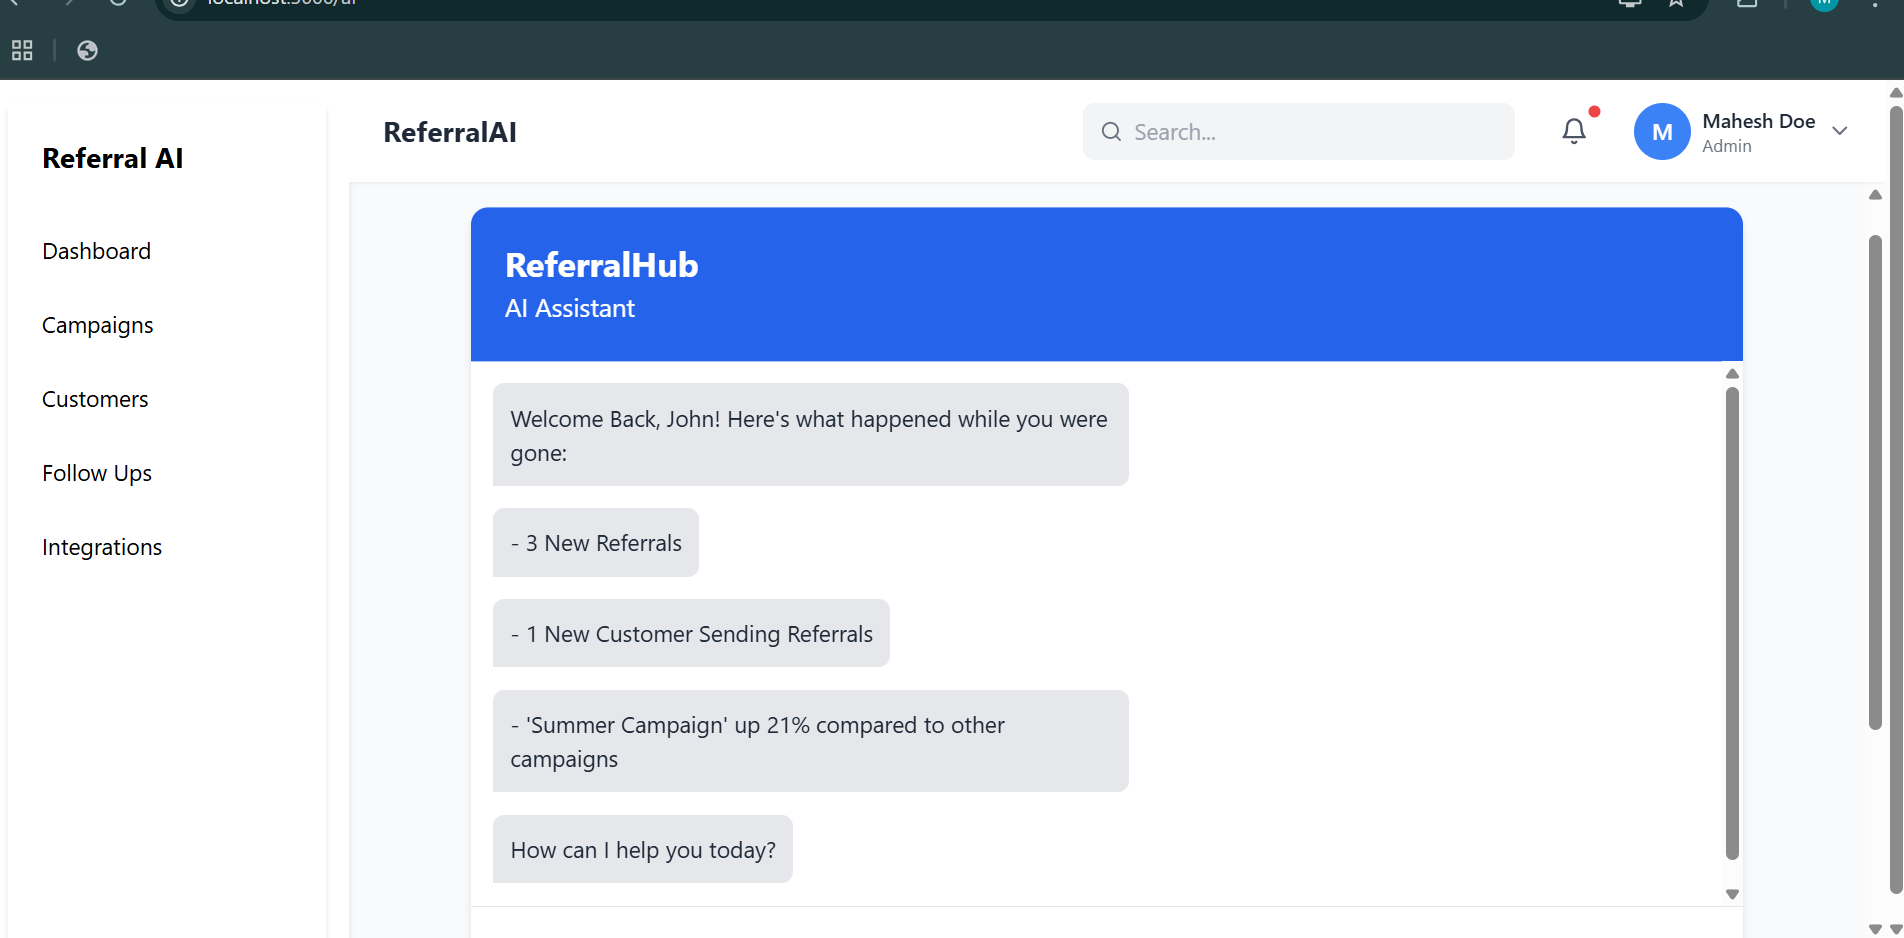 Referral AI
Dashboard
Campaigns
Customers
Follow Ups
Integrations
ReferralAI
Search...
M
Mahesh Doe
Admin
ReferralHub
AI Assistant
Welcome Back, John! Here's what happened while you were
gone:
- 3 New Referrals
- 1 New Customer Sending Referrals
- 'Summer Campaign' up 21% compared to other
campaigns
How can I help you today?